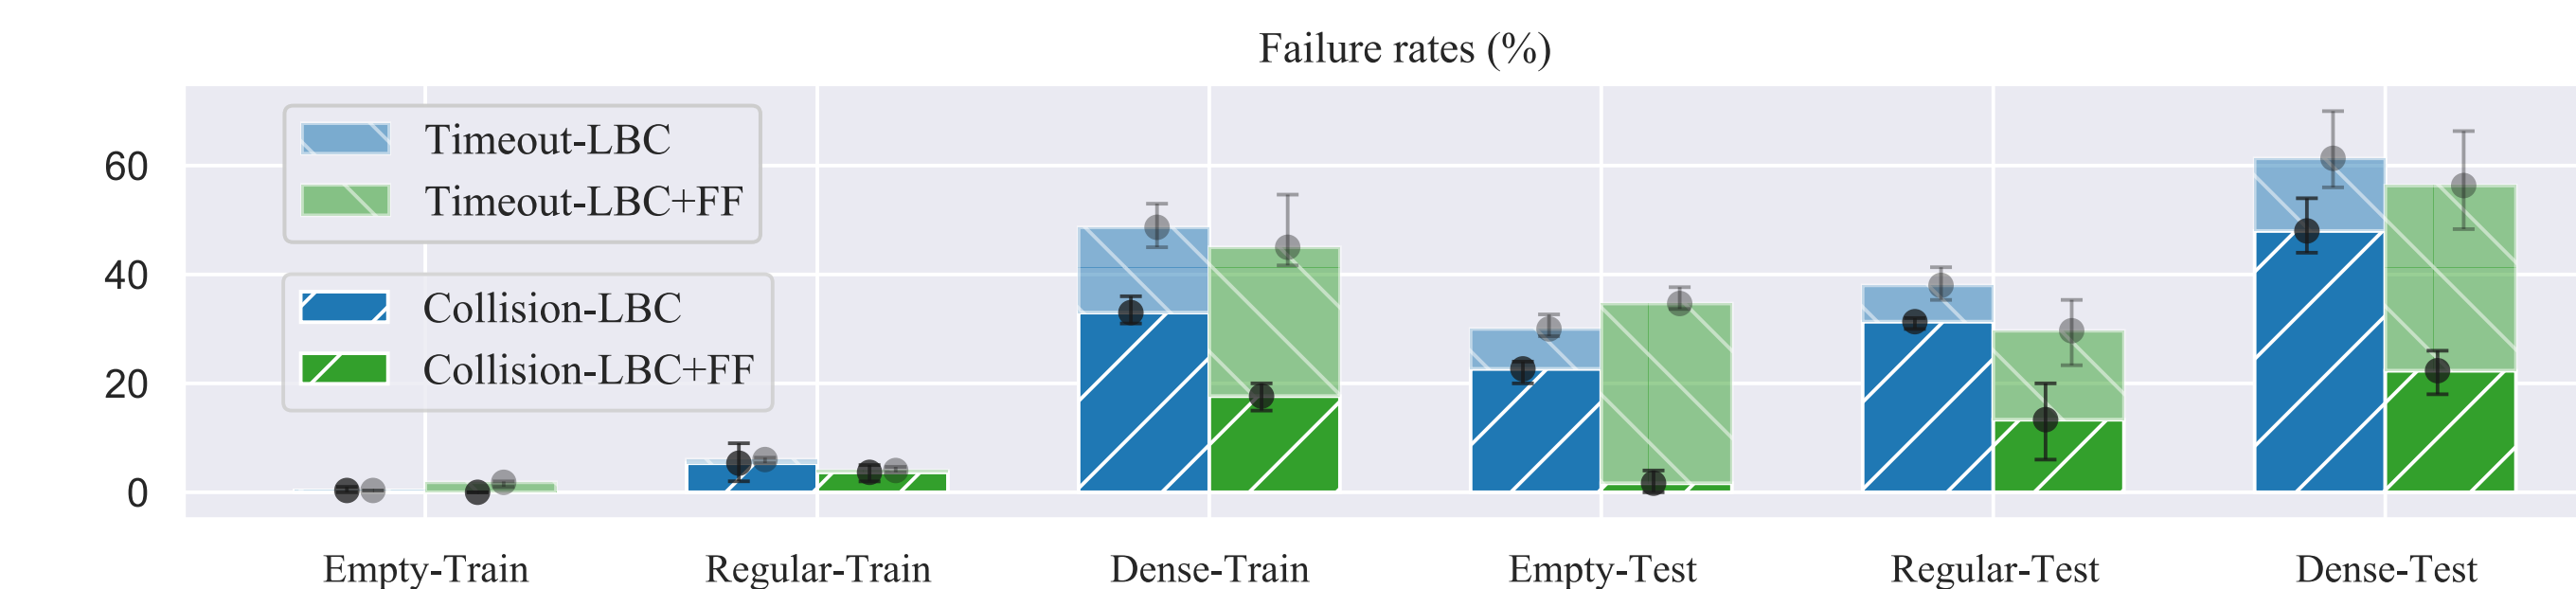 Failure rates (%)
Timeout-LBC
Timeout-LBC+FF
Collision-LBC
Collision-LBC+FF
60
40
20
0
Empty-Train Regular-Train Dense-Train Empty-Test Regular-Test Dense-Test